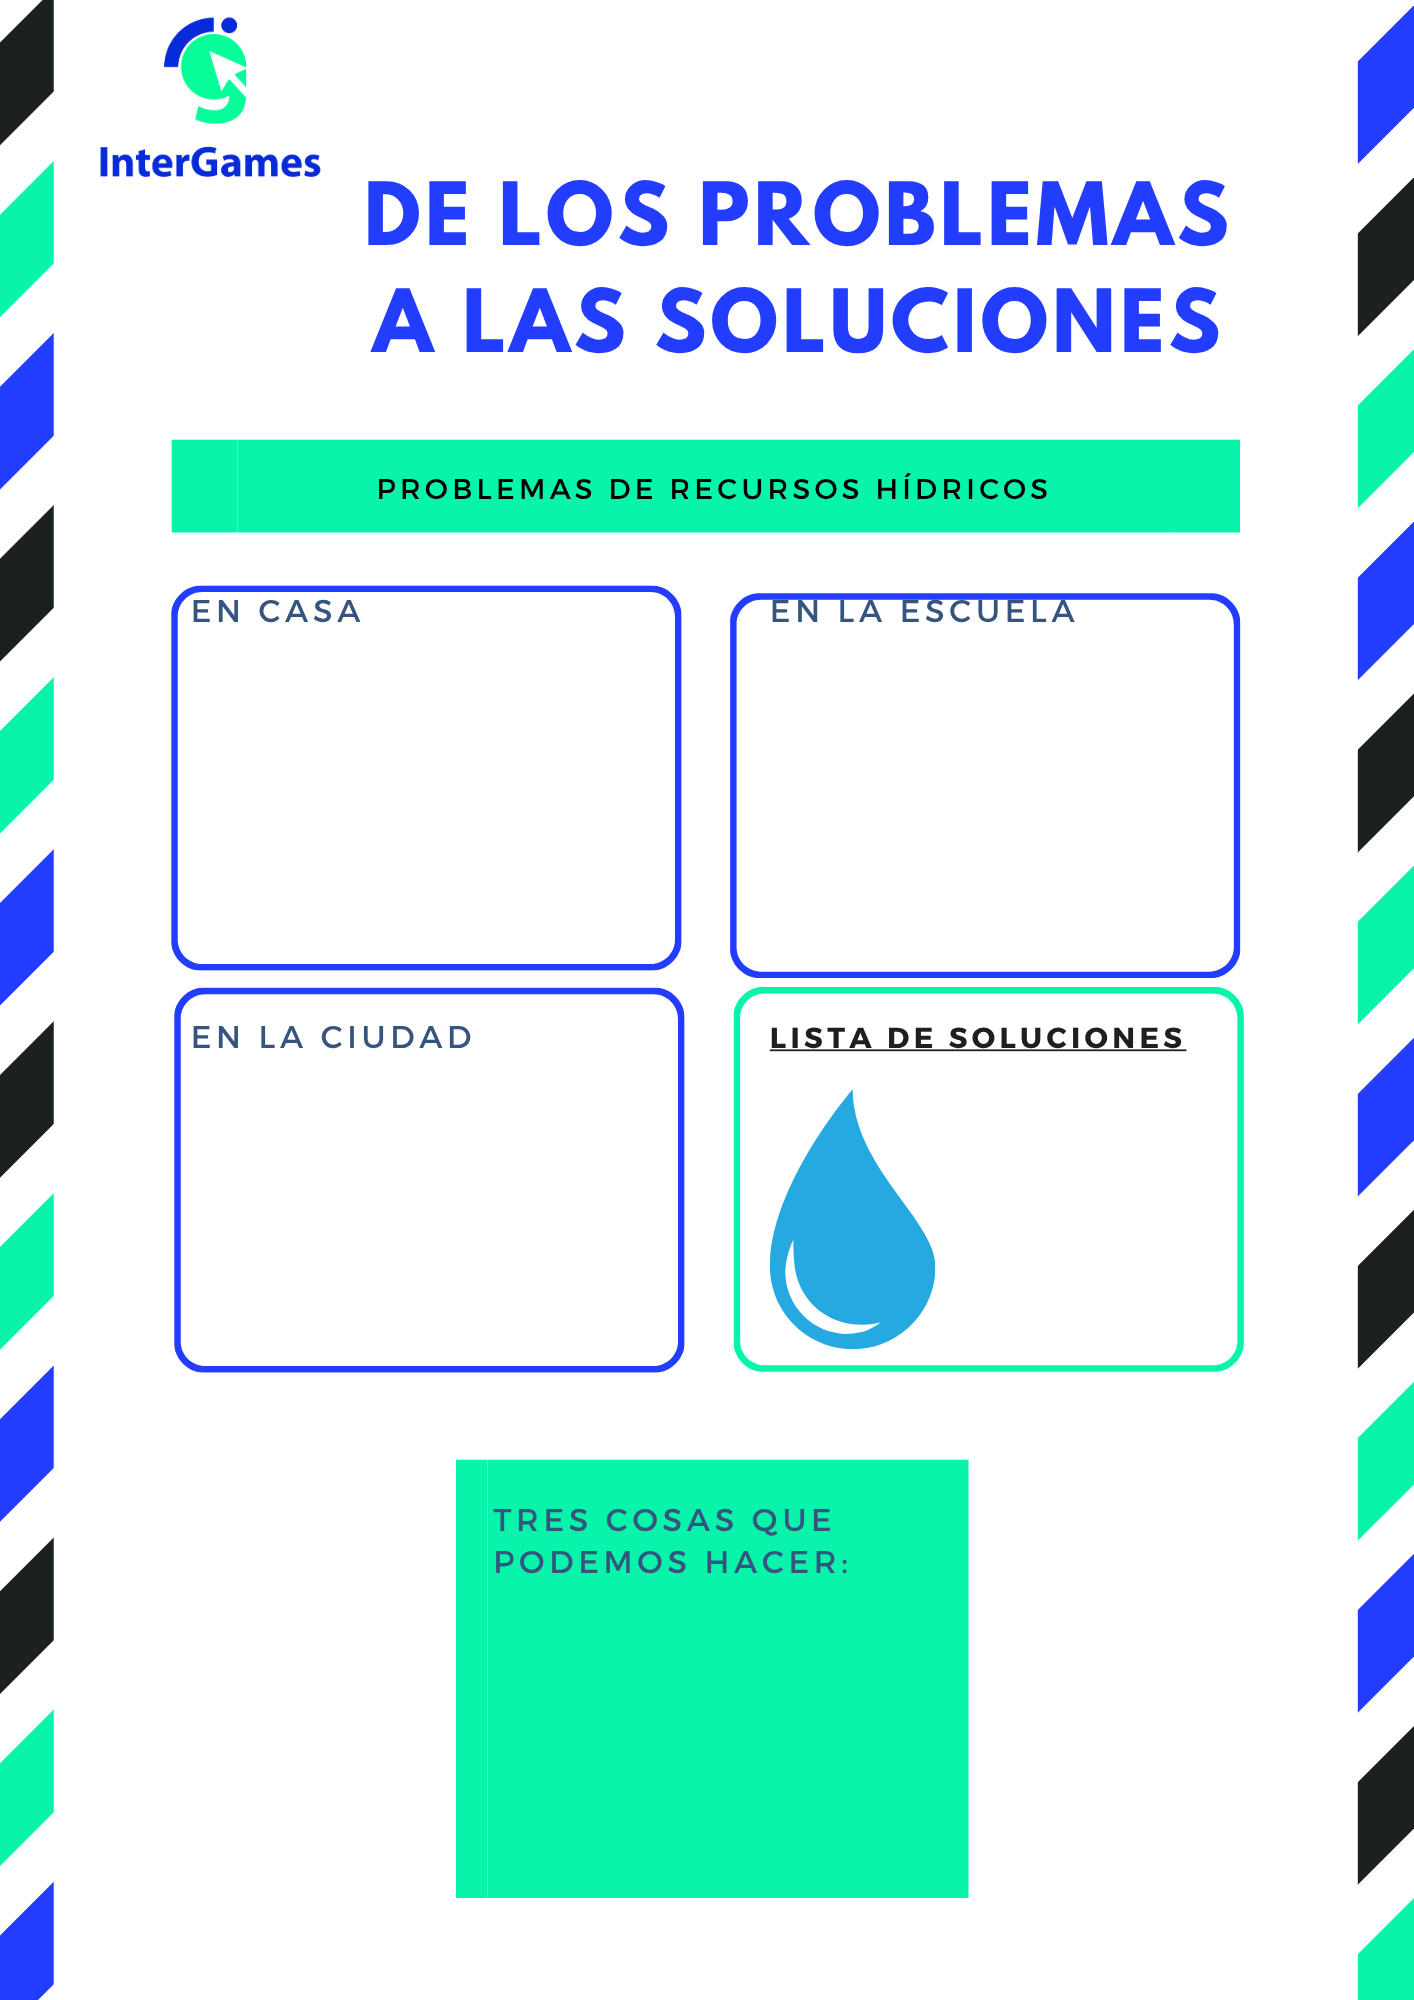 InterGames
DE LOS PROBLEMAS
A LAS SOLUCIONES
PROBLEMAS DE RECURSOS HÍDRICOS
EN CASA
EN LA ESCUELA
EN LA CIUDAD
LISTA DE SOLUCIONES
TRES COSAS QUE
PODEMOS HACER: